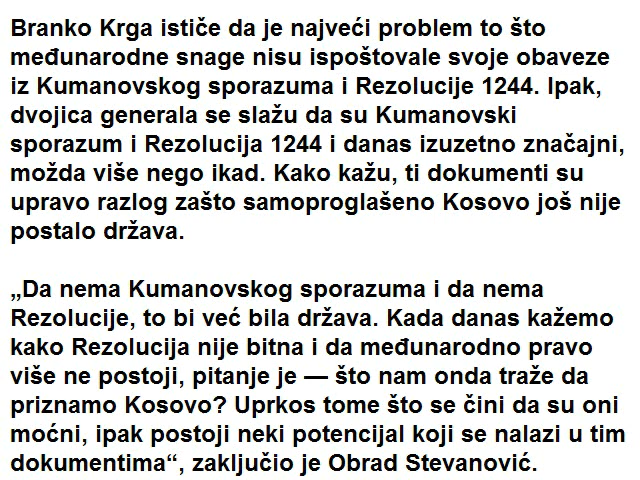 Branko Krga ističe da je najveći problem to što
međunarodne snage nisu ispoštovale svoje obaveze
iz Kumanovskog sporazuma i Rezolucije 1244. Ipak,
dvojica generala se slažu da su Kumanovski
sporazum i Rezolucija 1244 i danas izuzetno značajni,
možda više nego ikad. Kako kažu, ti dokumenti su
upravo razlog zašto samoproglašeno Kosovo još nije
postalo država.
„Da nema Kumanovskog sporazuma i da nema
Rezolucije, to bi već bila država. Kada danas kažemo
kako Rezolucija nije bitna i da međunarodno pravo
više ne postoji, pitanje je — što nam onda traže da
priznamo Kosovo? Uprkos tome što se čini da su oni
moćni, ipak postoji neki potencijal koji se nalazi u tim
dokumentima“, zaključio je Obrad Stevanović.